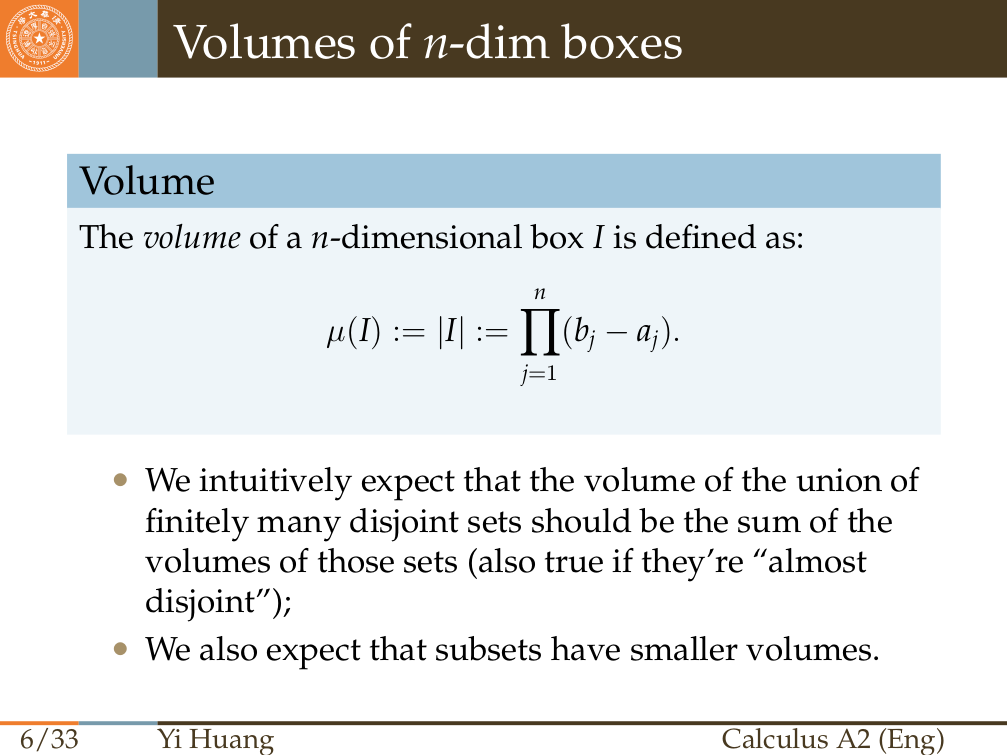 Volumes of n-dim boxes
Volume
The volume of a n-dimensional box I is defined as:
μ(I) := |I| := ∏_{j=1}^{n} (b_j − a_j).
• We intuitively expect that the volume of the union of
finitely many disjoint sets should be the sum of the
volumes of those sets (also true if they’re “almost
disjoint”);
• We also expect that subsets have smaller volumes.
6/33 Yi Huang Calculus A2 (Eng)